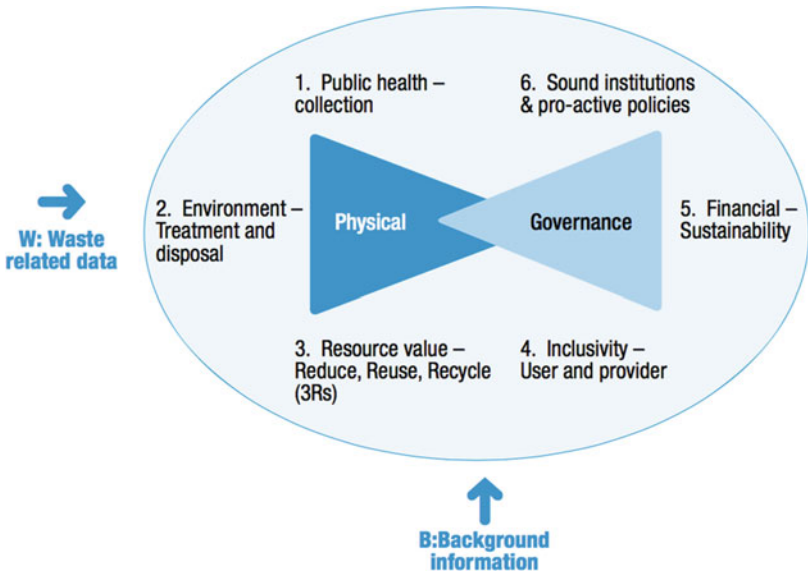 1. Public health –
collection
6. Sound institutions
& pro-active policies
W: Waste
related data
2. Environment –
Treatment and
disposal
Physical
Governance
5. Financial –
Sustainability
3. Resource value –
Reduce, Reuse, Recycle
(3Rs)
4. Inclusivity –
User and provider
B:Background
information